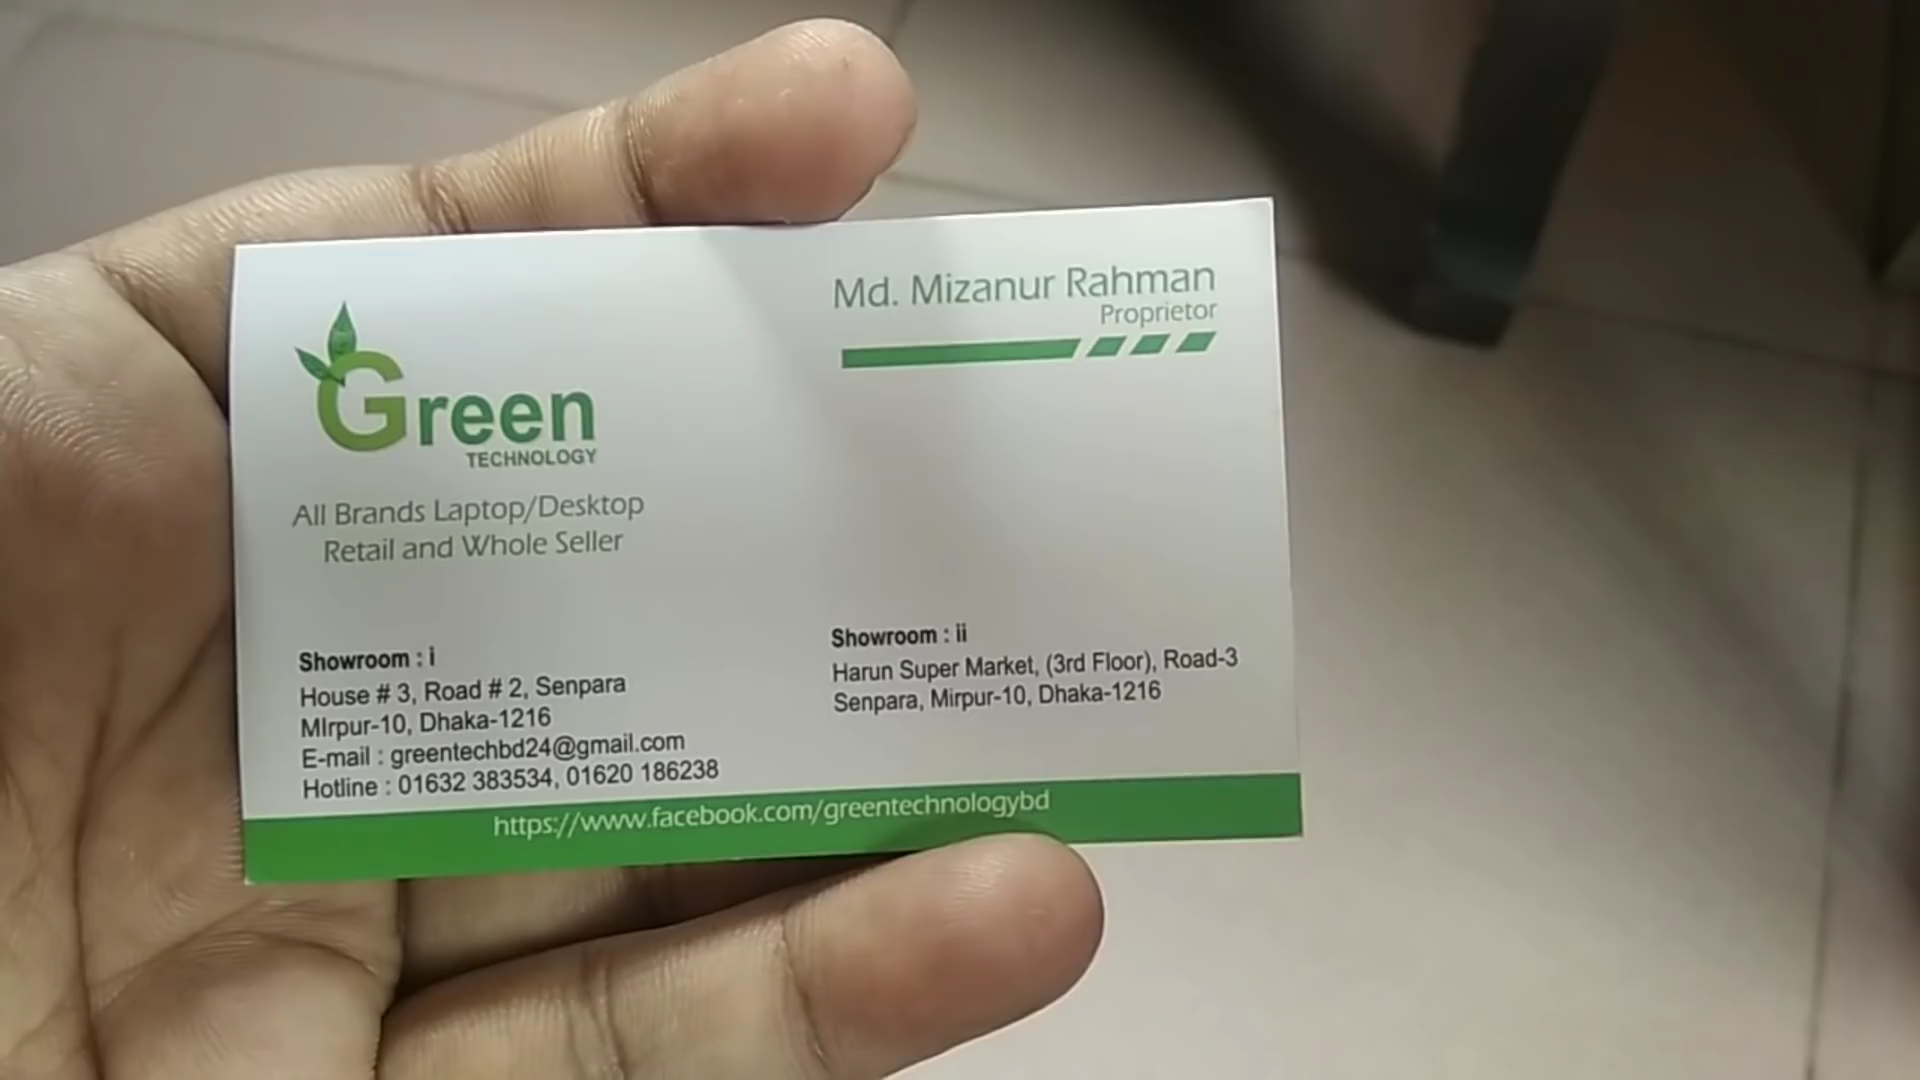 Green
TECHNOLOGY
All Brands Laptop/Desktop
Retail and Whole Seller
Md. Mizanur Rahman
Proprietor
Showroom : i
House # 3, Road # 2, Senpara
MIrpur-10, Dhaka-1216
E-mail : greentechbd24@gmail.com
Hotline : 01632 383534, 01620 186238
Showroom : ii
Harun Super Market, (3rd Floor), Road-3
Senpara, Mirpur-10, Dhaka-1216
https://www.facebook.com/greentechnologybd